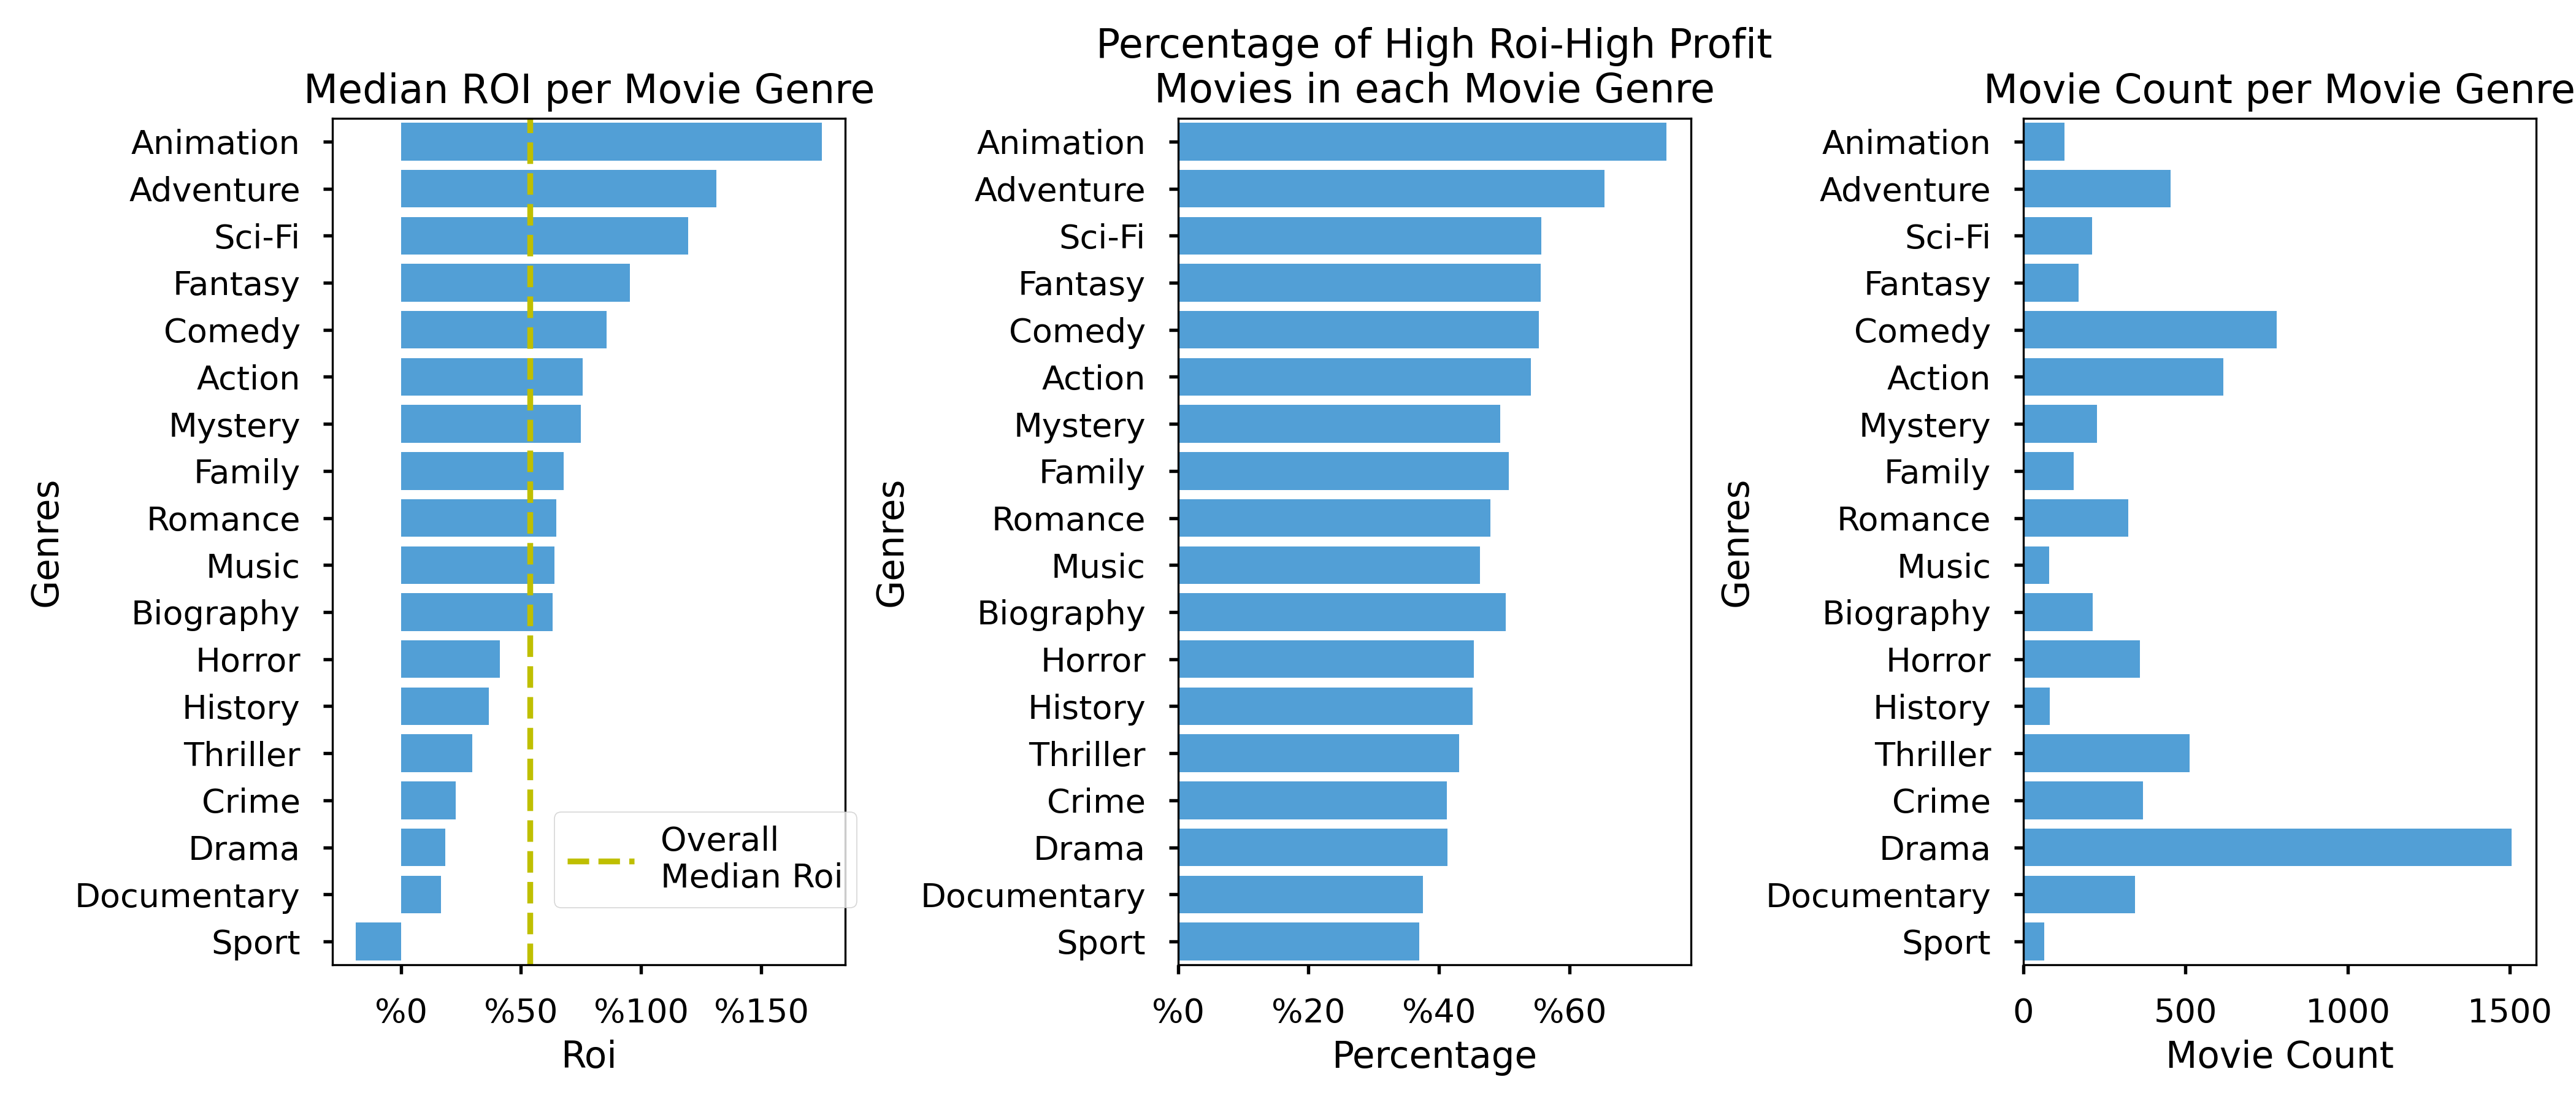 Median ROI per Movie Genre
Genres
Animation
Adventure
Sci-Fi
Fantasy
Comedy
Action
Mystery
Family
Romance
Music
Biography
Horror
History
Thriller
Crime
Drama
Documentary
Sport
Overall
Median Roi
%0 %50 %100 %150
Roi
Percentage of High Roi-High Profit
Movies in each Movie Genre
Genres
Animation
Adventure
Sci-Fi
Fantasy
Comedy
Action
Mystery
Family
Romance
Music
Biography
Horror
History
Thriller
Crime
Drama
Documentary
Sport
%0 %20 %40 %60
Percentage
Movie Count per Movie Genre
Genres
Animation
Adventure
Sci-Fi
Fantasy
Comedy
Action
Mystery
Family
Romance
Music
Biography
Horror
History
Thriller
Crime
Drama
Documentary
Sport
0 500 1000 1500
Movie Count